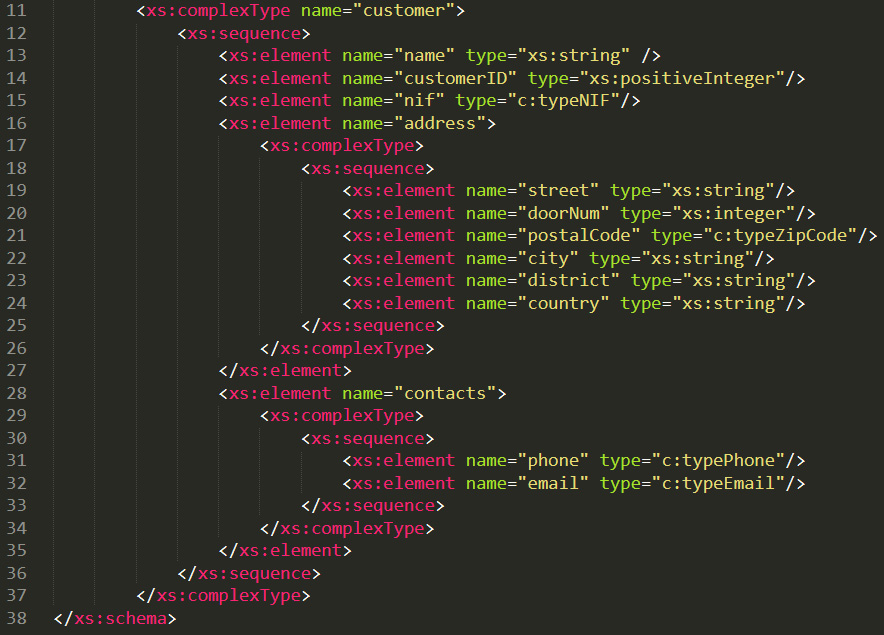 11 <xs:complexType name="customer">
12 <xs:sequence>
13 <xs:element name="name" type="xs:string" />
14 <xs:element name="customerID" type="xs:positiveInteger"/>
15 <xs:element name="nif" type="c:typeNIF"/>
16 <xs:element name="address">
17 <xs:complexType>
18 <xs:sequence>
19 <xs:element name="street" type="xs:string"/>
20 <xs:element name="doorNum" type="xs:integer"/>
21 <xs:element name="postalCode" type="c:typeZipCode"/>
22 <xs:element name="city" type="xs:string"/>
23 <xs:element name="district" type="xs:string"/>
24 <xs:element name="country" type="xs:string"/>
25 </xs:sequence>
26 </xs:complexType>
27 </xs:element>
28 <xs:element name="contacts">
29 <xs:complexType>
30 <xs:sequence>
31 <xs:element name="phone" type="c:typePhone"/>
32 <xs:element name="email" type="c:typeEmail"/>
33 </xs:sequence>
34 </xs:complexType>
35 </xs:element>
36 </xs:sequence>
37 </xs:complexType>
38 </xs:schema>